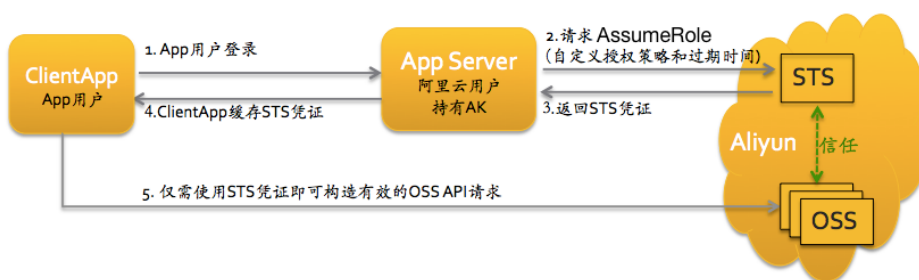 1. App用户登录
2.请求 AssumeRole
(自定义授权策略和过期时间)
ClientApp
App用户
App Server
阿里云用户
持有AK
STS
4.ClientApp缓存STS凭证
3.返回STS凭证
Aliyun
信任
5. 仅需使用STS凭证即可构造有效的OSS API请求
OSS